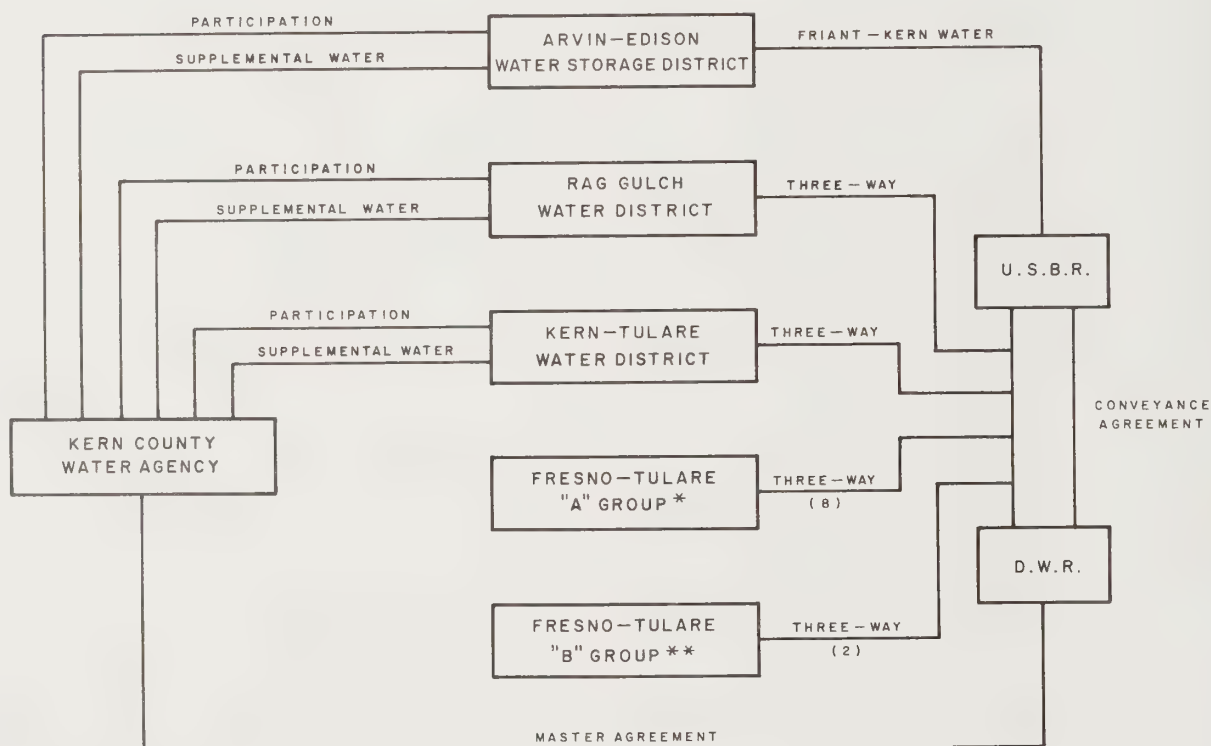 PARTICIPATION
ARVIN-EDISON
WATER STORAGE DISTRICT
FRIANT-KERN WATER
SUPPLEMENTAL WATER
PARTICIPATION
RAG GULCH
WATER DISTRICT
THREE-WAY
SUPPLEMENTAL WATER
U.S.B.R.
PARTICIPATION
KERN-TULARE
WATER DISTRICT
THREE-WAY
SUPPLEMENTAL WATER
CONVEYANCE
AGREEMENT
KERN COUNTY
WATER AGENCY
FRESNO-TULARE
"A" GROUP *
THREE-WAY
(8)
D.W.R.
FRESNO-TULARE
"B" GROUP **
THREE-WAY
(2)
MASTER AGREEMENT